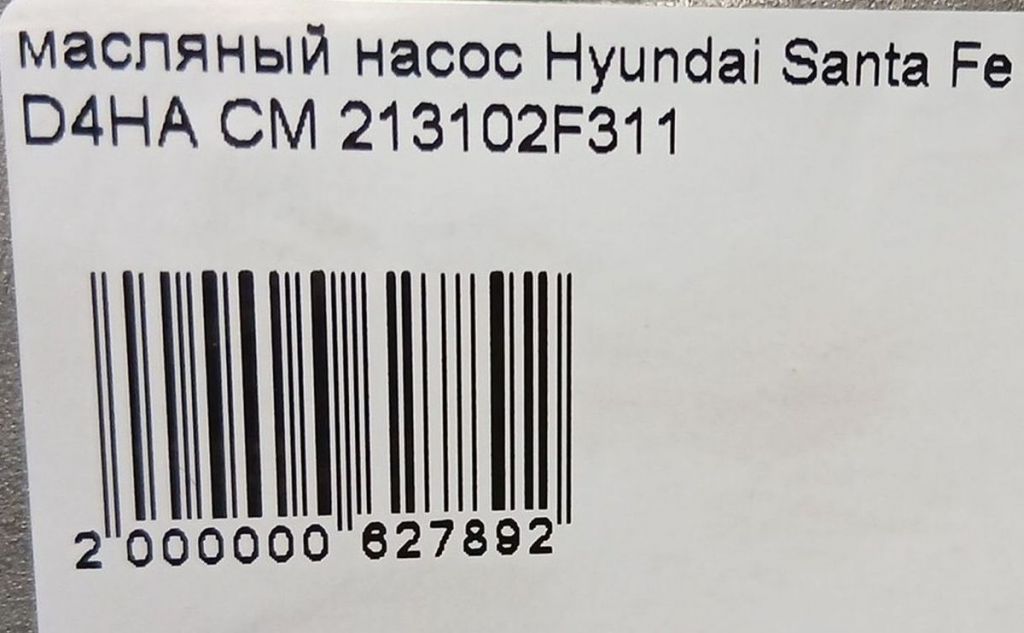 масляный насос Hyundai Santa Fe
D4HA CM 213102F311
2 000000 627892